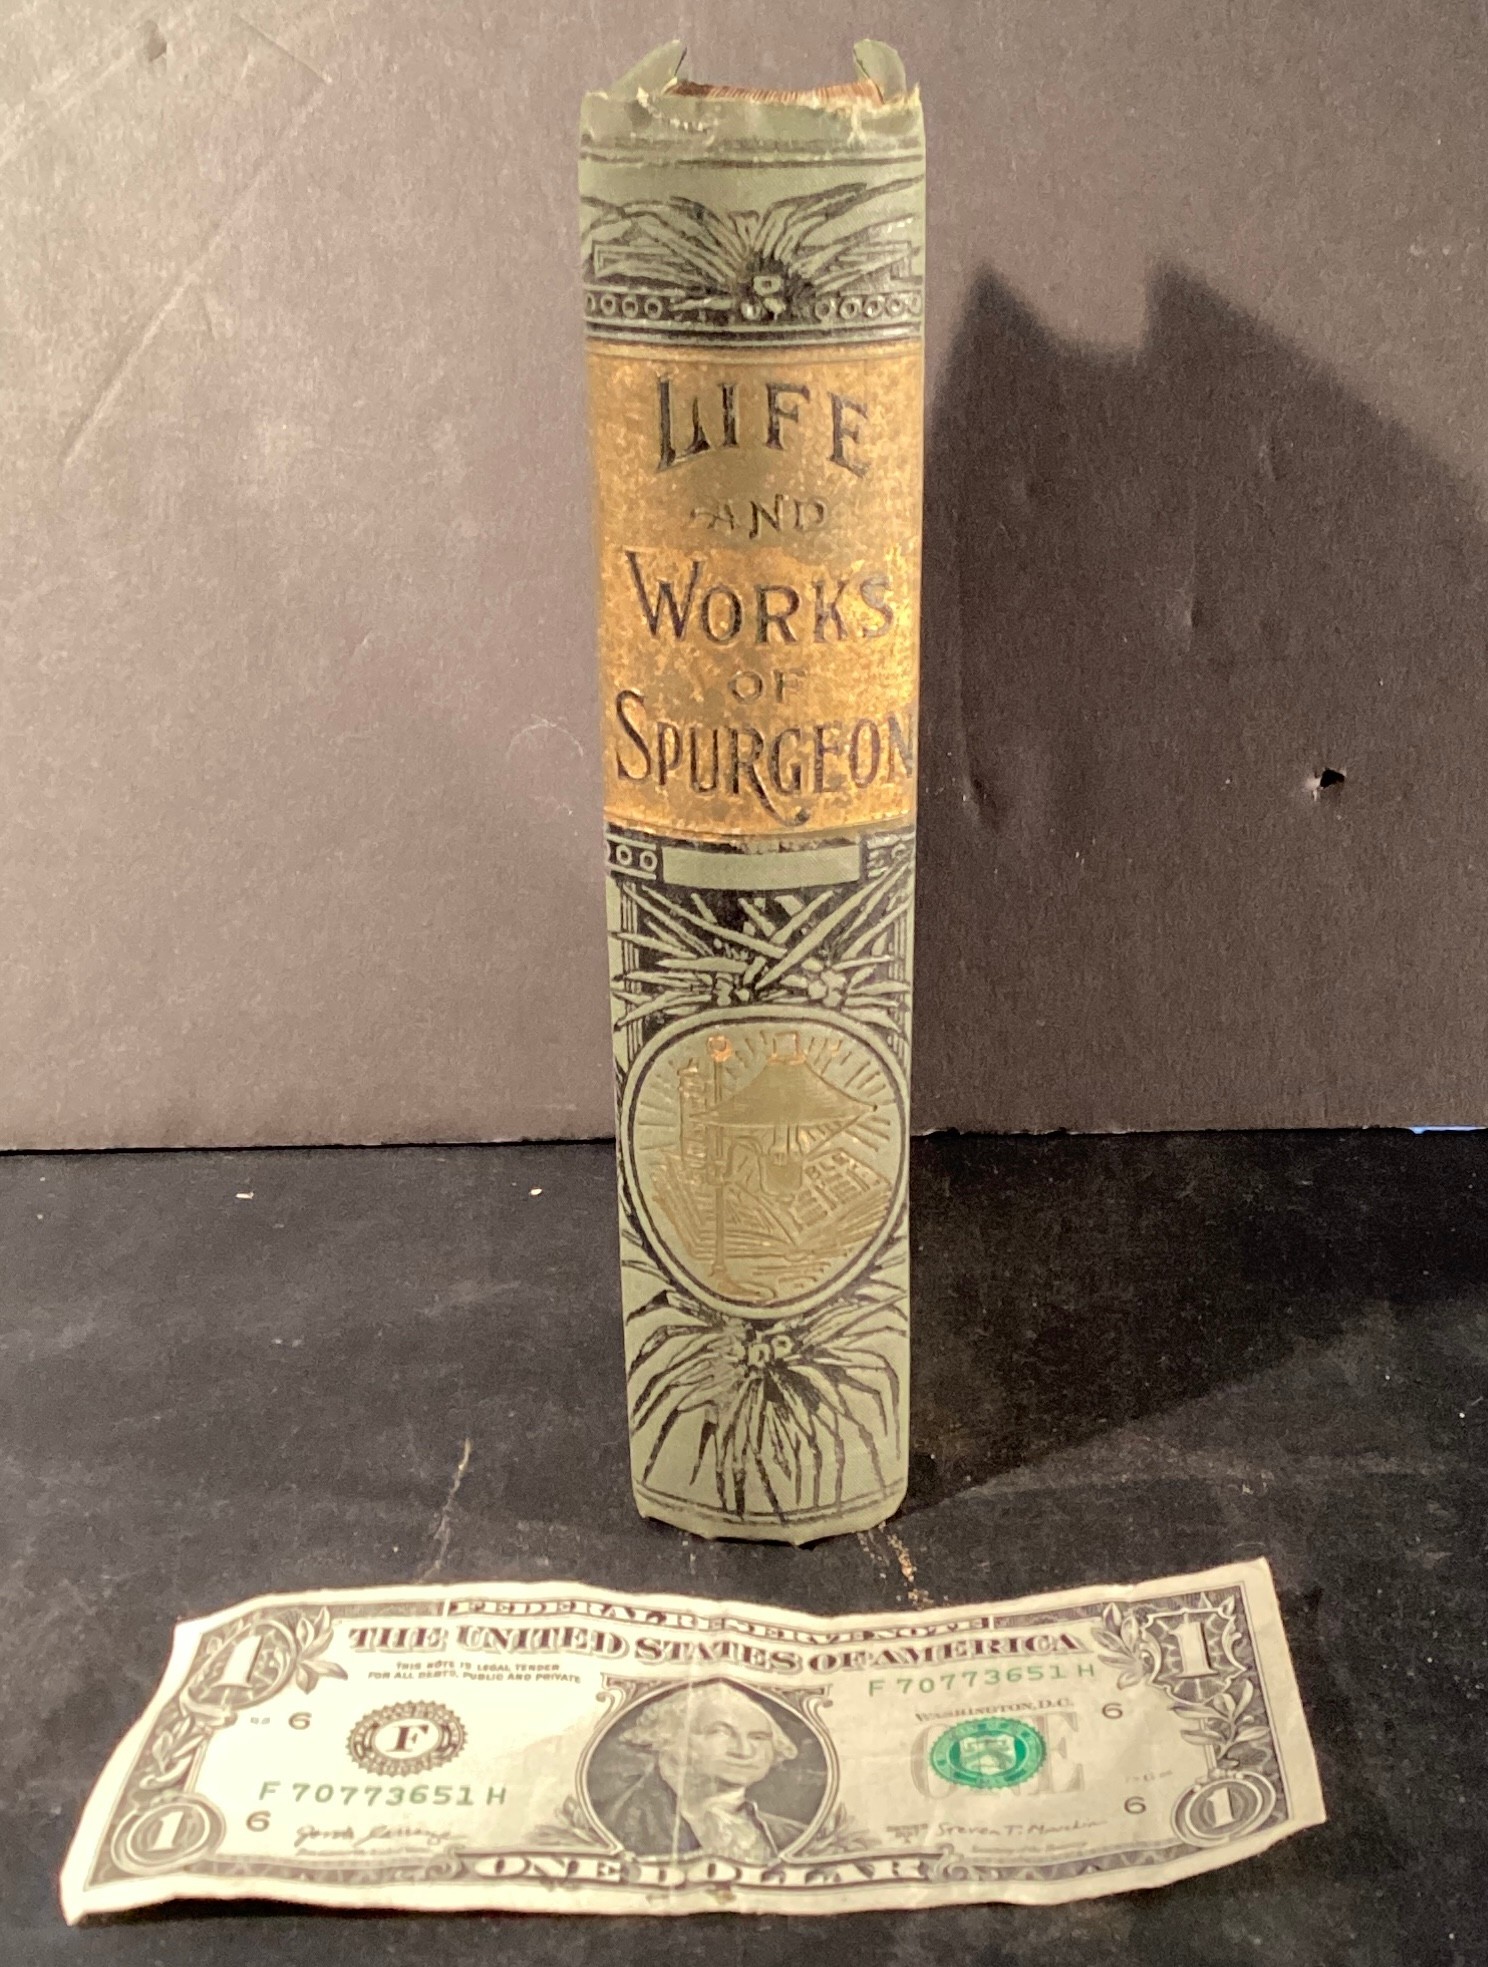 LIFE
AND
WORKS
OF
SPURGEON
FEDERAL RESERVE NOTE
THE UNITED STATES OF AMERICA
THIS NOTE IS LEGAL TENDER
FOR ALL DEBTS, PUBLIC AND PRIVATE
F 70773651 H
WASHINGTON, D.C.
1
1
6
F
6
ONE
F 70773651 H
6
6
1
1
Steven T. Mnuchin
ONE DOLLAR